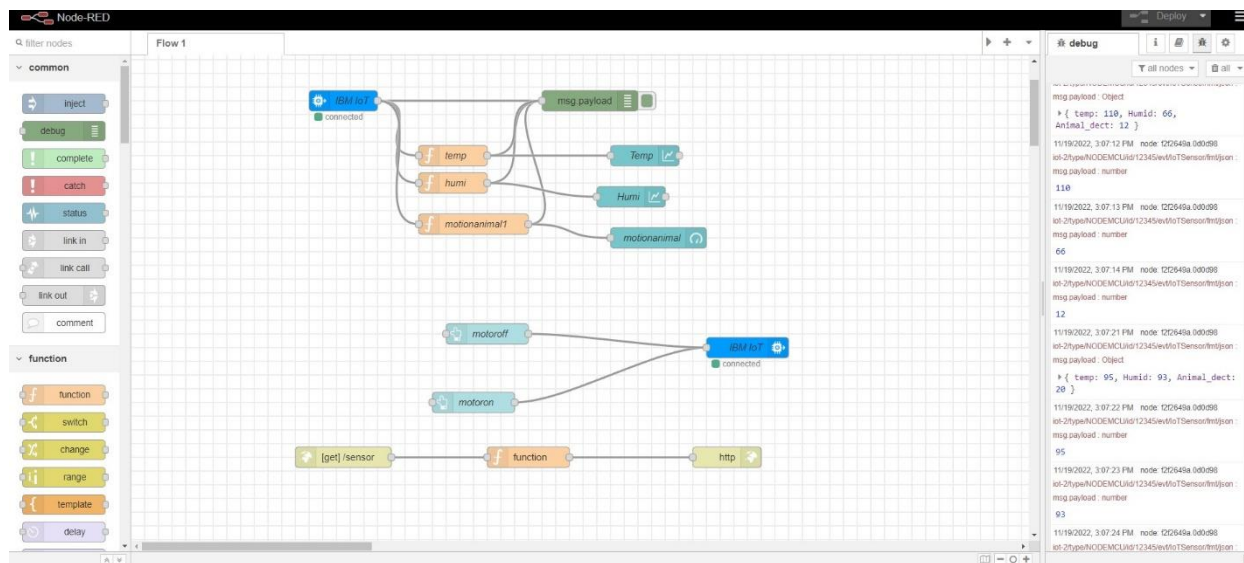 Node-RED
Deploy
filter nodes
Flow 1
debug
i
all nodes
all
common
inject
debug
complete
catch
status
link in
link call
link out
comment
function
function
switch
change
range
template
delay
IBM IoT
connected
msg.payload
temp
Temp
humi
Humi
motionanimal1
motionanimal
motoroff
IBM IoT
connected
motoron
[get] /sensor
function
http
msg.payload : Object
{ temp: 110, Humid: 66,
Animal_dect: 12 }
11/19/2022, 3:07:12 PM node: f2f2649a.0d0d98
iot-2/type/NODEMCU/id/12345/evt/IoTSensor/fmt/json :
msg.payload : number
110
11/19/2022, 3:07:13 PM node: f2f2649a.0d0d98
iot-2/type/NODEMCU/id/12345/evt/IoTSensor/fmt/json :
msg.payload : number
66
11/19/2022, 3:07:14 PM node: f2f2649a.0d0d98
iot-2/type/NODEMCU/id/12345/evt/IoTSensor/fmt/json :
msg.payload : number
12
11/19/2022, 3:07:21 PM node: f2f2649a.0d0d98
iot-2/type/NODEMCU/id/12345/evt/IoTSensor/fmt/json :
msg.payload : Object
{ temp: 95, Humid: 93, Animal_dect:
20 }
11/19/2022, 3:07:22 PM node: f2f2649a.0d0d98
iot-2/type/NODEMCU/id/12345/evt/IoTSensor/fmt/json :
msg.payload : number
95
11/19/2022, 3:07:23 PM node: f2f2649a.0d0d98
iot-2/type/NODEMCU/id/12345/evt/IoTSensor/fmt/json :
msg.payload : number
93
11/19/2022, 3:07:24 PM node: f2f2649a.0d0d98
iot-2/type/NODEMCU/id/12345/evt/IoTSensor/fmt/json :